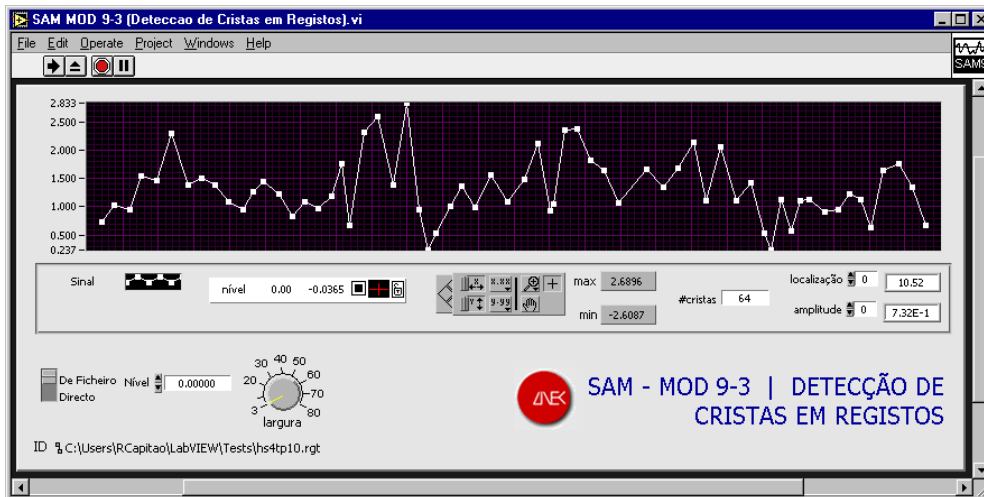 SAM MOD 9-3 (Deteccao de Cristas em Registos).vi
File Edit Operate Project Windows Help
SAM9
2.833
2.500
2.000
1.500
1.000
0.500
0.237
Sinal
nível 0.00 -0.0365
X.XX
Y.YY
max 2.6896
min -2.6087
#cristas 64
localização 0 10.52
amplitude 0 7.32E-1
De Ficheiro
Directo
Nível 0.00000
3 20 30 40 50 60 70 80
largura
SAM - MOD 9-3 | DETECÇÃO DE
CRISTAS EM REGISTOS
ID C:\Users\RCapitao\LabVIEW\Tests\hs4tp10.rgt